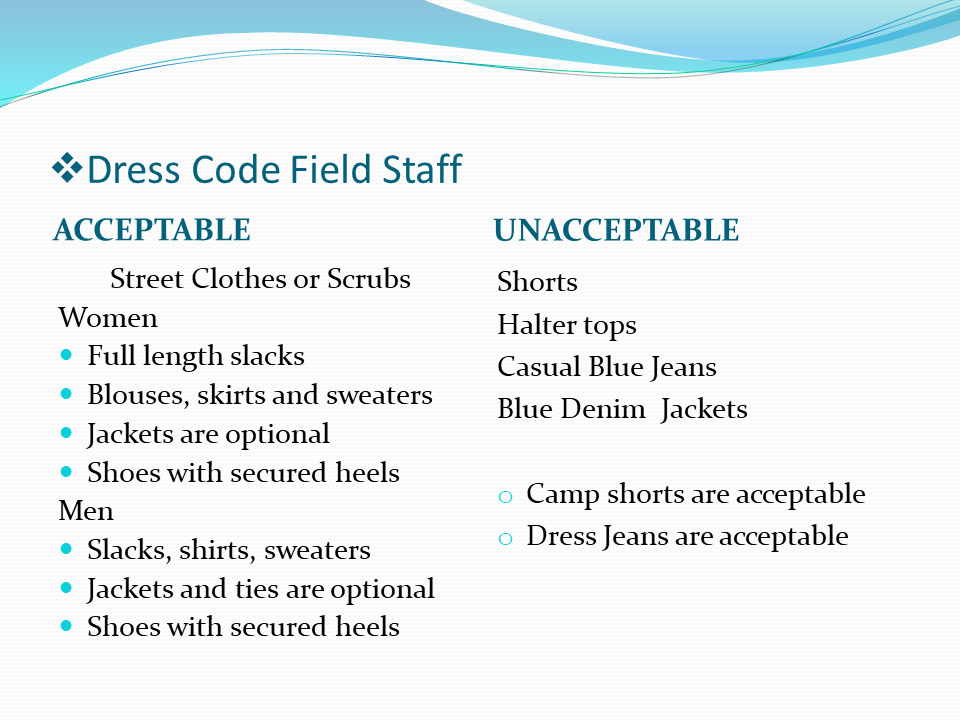 ❖Dress Code Field Staff
ACCEPTABLE
Street Clothes or Scrubs
Women
• Full length slacks
• Blouses, skirts and sweaters
• Jackets are optional
• Shoes with secured heels
Men
• Slacks, shirts, sweaters
• Jackets and ties are optional
• Shoes with secured heels
UNACCEPTABLE
Shorts
Halter tops
Casual Blue Jeans
Blue Denim  Jackets
o Camp shorts are acceptable
o Dress Jeans are acceptable